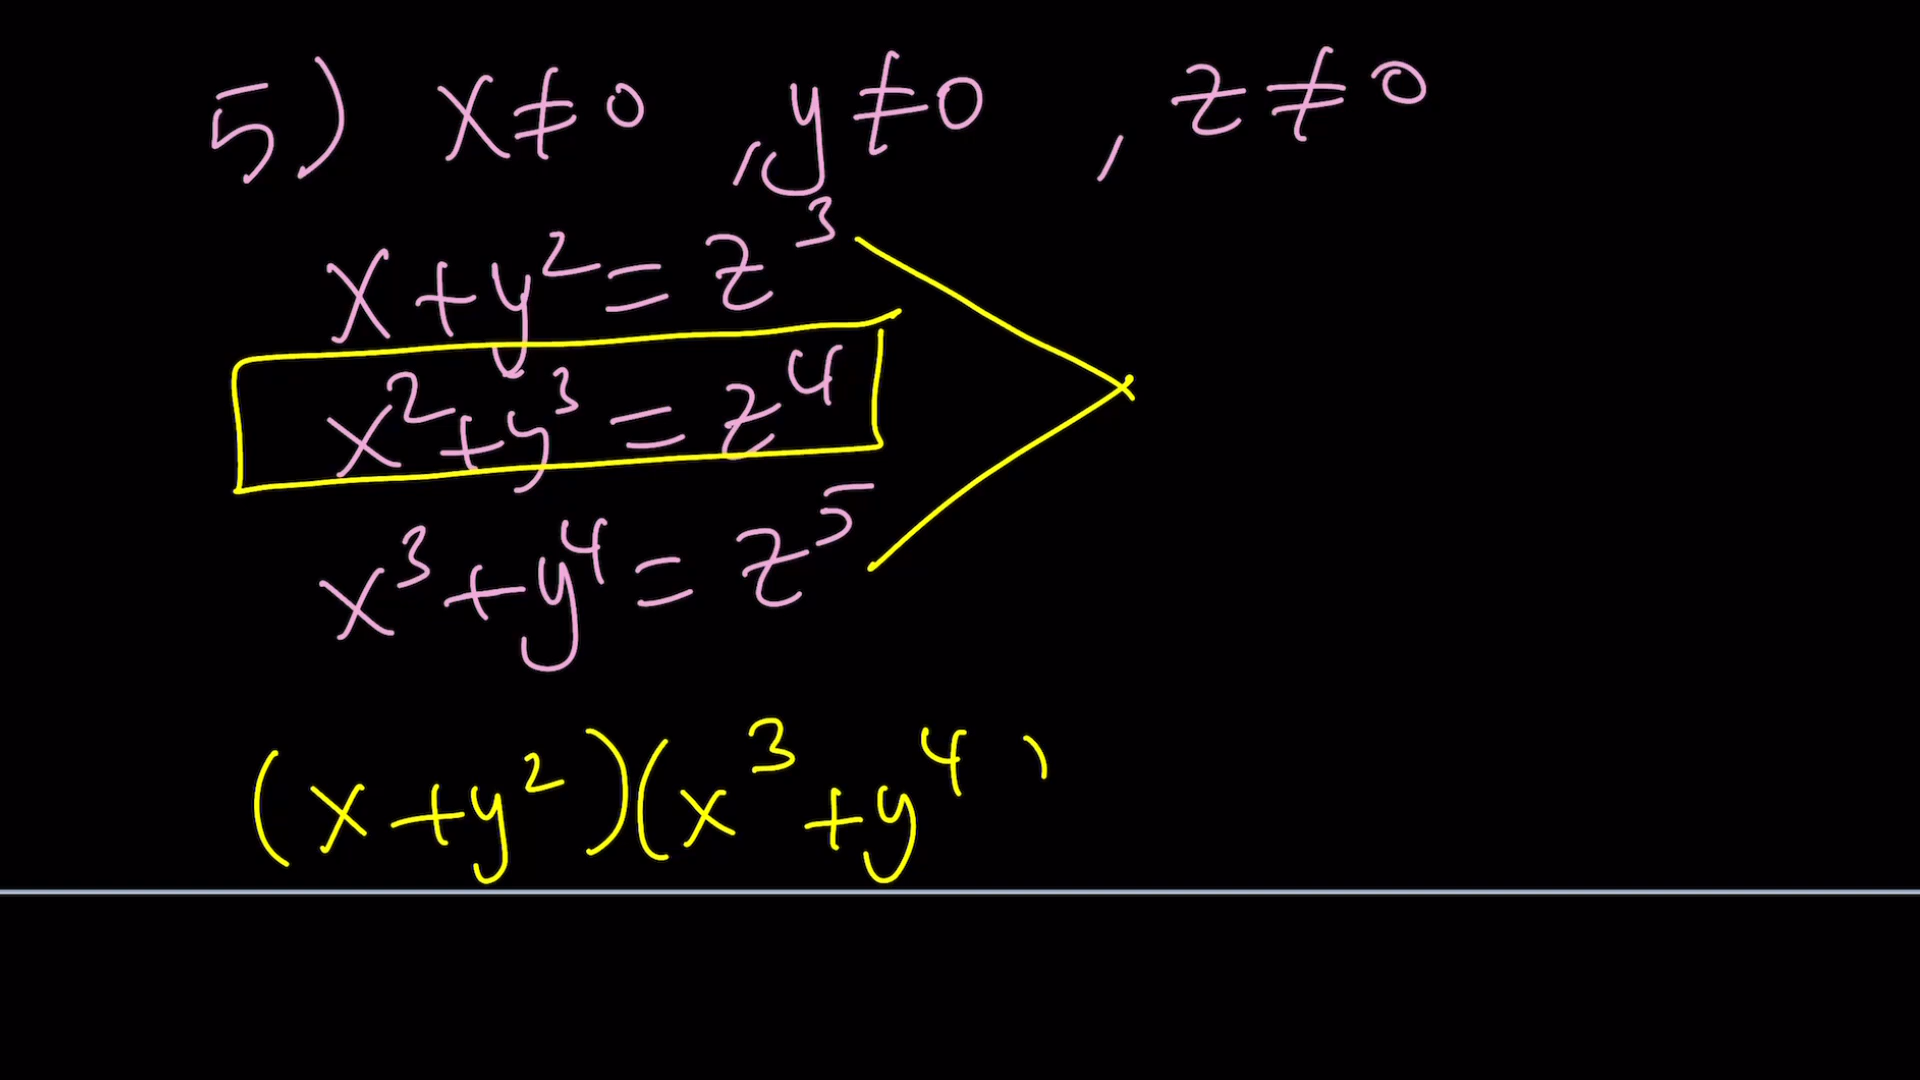 5) x≠0 , y≠0 , z≠0
x+y²=z³
x²+y³=z⁴
x³+y⁴=z⁵
(x+y²)(x³+y⁴)